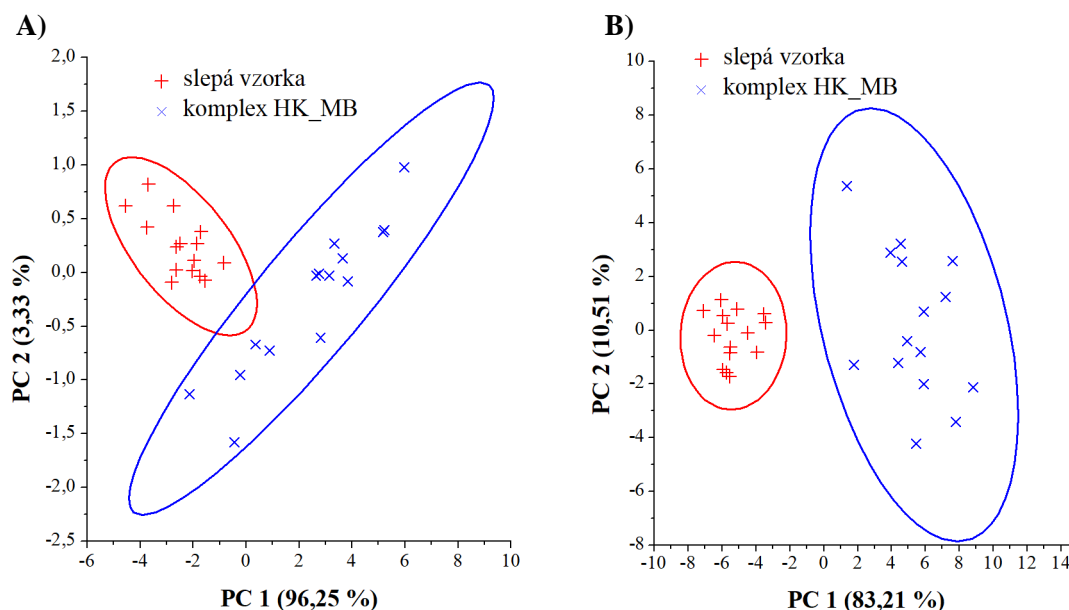 A)
2,0
1,5
1,0
0,5
0,0
-0,5
-1,0
-1,5
-2,0
-2,5
PC 2 (3,33 %)
slepá vzorka
komplex HK_MB
-6 -4 -2 0 2 4 6 8 10
PC 1 (96,25 %)
B)
10
8
6
4
2
0
-2
-4
-6
-8
PC 2 (10,51 %)
slepá vzorka
komplex HK_MB
-10 -8 -6 -4 -2 0 2 4 6 8 10 12 14
PC 1 (83,21 %)